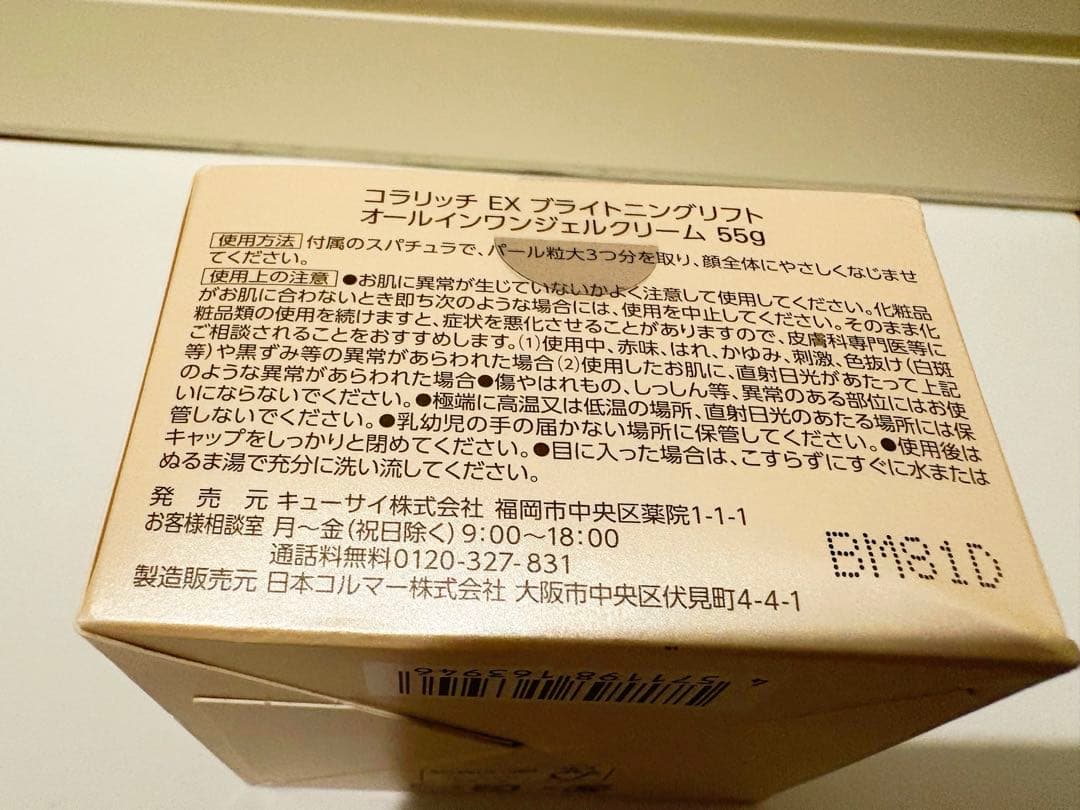 コラリッチ EX ブライトニングリフト
オールインワンジェルクリーム 55g
使用方法 付属のスパチュラで、パール粒大3つ分を取り、顔全体にやさしくなじませ
てください。
使用上の注意 ●お肌に異常が生じていないかよく注意して使用してください。化粧品
がお肌に合わないとき即ち次のような場合には、使用を中止してください。そのまま化
粧品類の使用を続けますと、症状を悪化させることがありますので、皮膚科専門医等に
ご相談されることをおすすめします。(1)使用中、赤味、はれ、かゆみ、刺激、色抜け(白斑
等)や黒ずみ等の異常があらわれた場合(2)使用したお肌に、直射日光があたって上記
のような異常があらわれた場合●傷やはれもの、しっしん等、異常のある部位にはお使
いにならないでください。●極端に高温又は低温の場所、直射日光のあたる場所には保
管しないでください。●乳幼児の手の届かない場所に保管してください。●使用後は
キャップをしっかりと閉めてください。●目に入った場合は、こすらずにすぐに水または
ぬるま湯で充分に洗い流してください。
発売元 キューサイ株式会社 福岡市中央区薬院1-1-1
お客様相談室 月〜金(祝日除く) 9:00〜18:00
通話料無料0120-327-831
製造販売元 日本コルマー株式会社 大阪市中央区伏見町4-4-1
BM81D
4571198163946